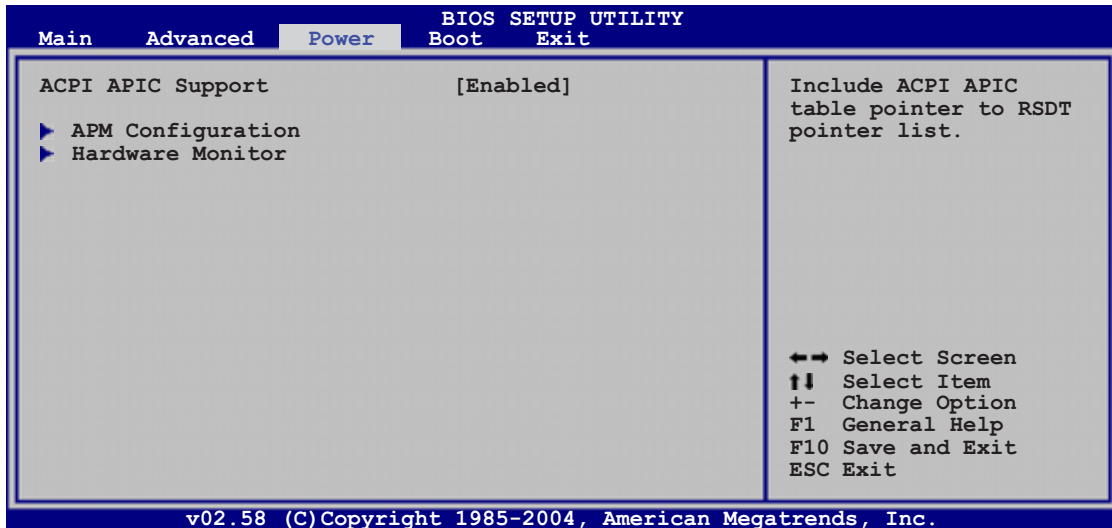 BIOS SETUP UTILITY
Main Advanced Power Boot Exit
ACPI APIC Support [Enabled]
APM Configuration
Hardware Monitor
Include ACPI APIC
table pointer to RSDT
pointer list.
Select Screen
Select Item
+- Change Option
F1 General Help
F10 Save and Exit
ESC Exit
v02.58 (C)Copyright 1985-2004, American Megatrends, Inc.